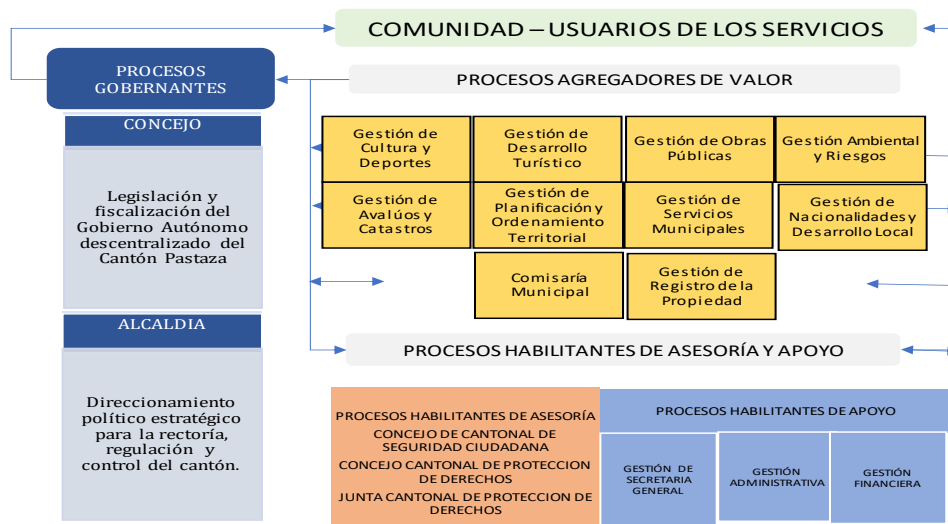 COMUNIDAD – USUARIOS DE LOS SERVICIOS
PROCESOS
GOBERNANTES
CONCEJO
Legislación y
fiscalización del
Gobierno Autónomo
descentralizado del
Cantón Pastaza
ALCALDIA
Direccionamiento
político estratégico
para la rectoría,
regulación y
control del cantón.
PROCESOS AGREGADORES DE VALOR
Gestión de
Cultura y
Deportes
Gestión de
Desarrollo
Turístico
Gestión de Obras
Públicas
Gestión Ambiental
y Riesgos
Gestión de
Avalúos y
Catastros
Gestión de
Planificación y
Ordenamiento
Territorial
Gestión de
Servicios
Municipales
Gestión de
Nacionalidades y
Desarrollo Local
Comisaría
Municipal
Gestión de
Registro de la
Propiedad
PROCESOS HABILITANTES DE ASESORÍA Y APOYO
PROCESOS HABILITANTES DE ASESORÍA
CONCEJO DE CANTONAL DE
SEGURIDAD CIUDADANA
CONCEJO CANTONAL DE PROTECCION
DE DERECHOS
JUNTA CANTONAL DE PROTECCION DE
DERECHOS
PROCESOS HABILITANTES DE APOYO
GESTIÓN DE
SECRETARIA
GENERAL
GESTIÓN
ADMINISTRATIVA
GESTIÓN
FINANCIERA